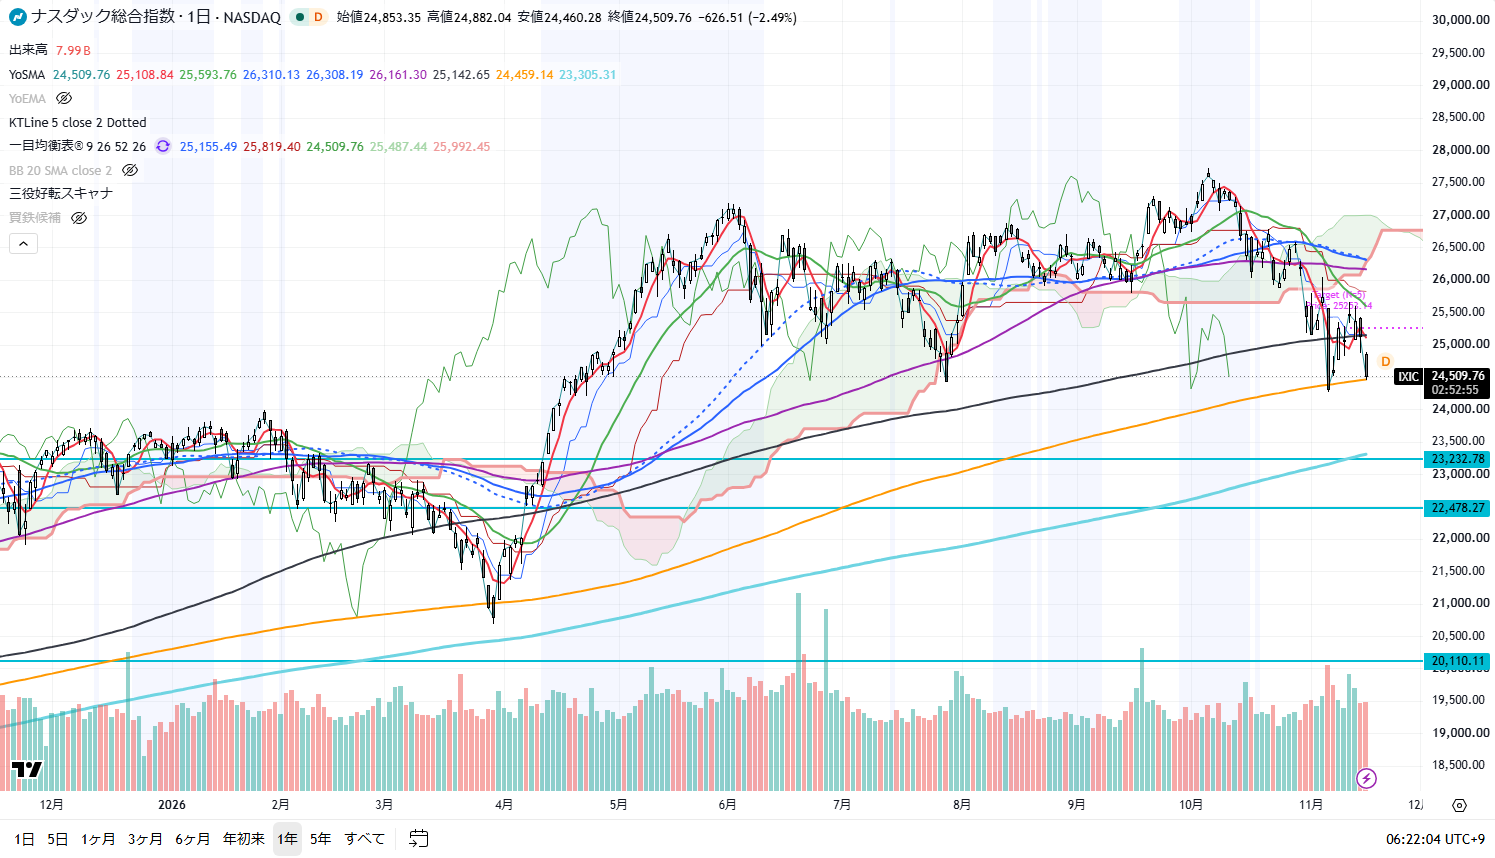 ナスダック総合指数 · 1日 · NASDAQ D 始値24,853.35 高値24,882.04 安値24,460.28 終値24,509.76 −626.51 (−2.49%)
出来高 7.99 B
YoSMA 24,509.76 25,108.84 25,593.76 26,310.13 26,308.19 26,161.30 25,142.65 24,459.14 23,305.31
YoEMA
KTLine 5 close 2 Dotted
一目均衡表® 9 26 52 26 25,155.49 25,819.40 24,509.76 25,487.44 25,992.45
BB 20 SMA close 2
三役好転スキャナ
買鉄候補
30,000.00
29,500.00
29,000.00
28,500.00
28,000.00
27,500.00
27,000.00
26,500.00
26,000.00
25,500.00
25,000.00
D
IXIC 24,509.76
02:52:55
24,000.00
23,500.00
23,232.78
23,000.00
22,478.27
22,000.00
21,500.00
21,000.00
20,500.00
20,110.11
19,500.00
19,000.00
18,500.00
12月 2026 2月 3月 4月 5月 6月 7月 8月 9月 10月 11月
1日 5日 1ヶ月 3ヶ月 6ヶ月 年初来 1年 5年 すべて 06:22:04 UTC+9